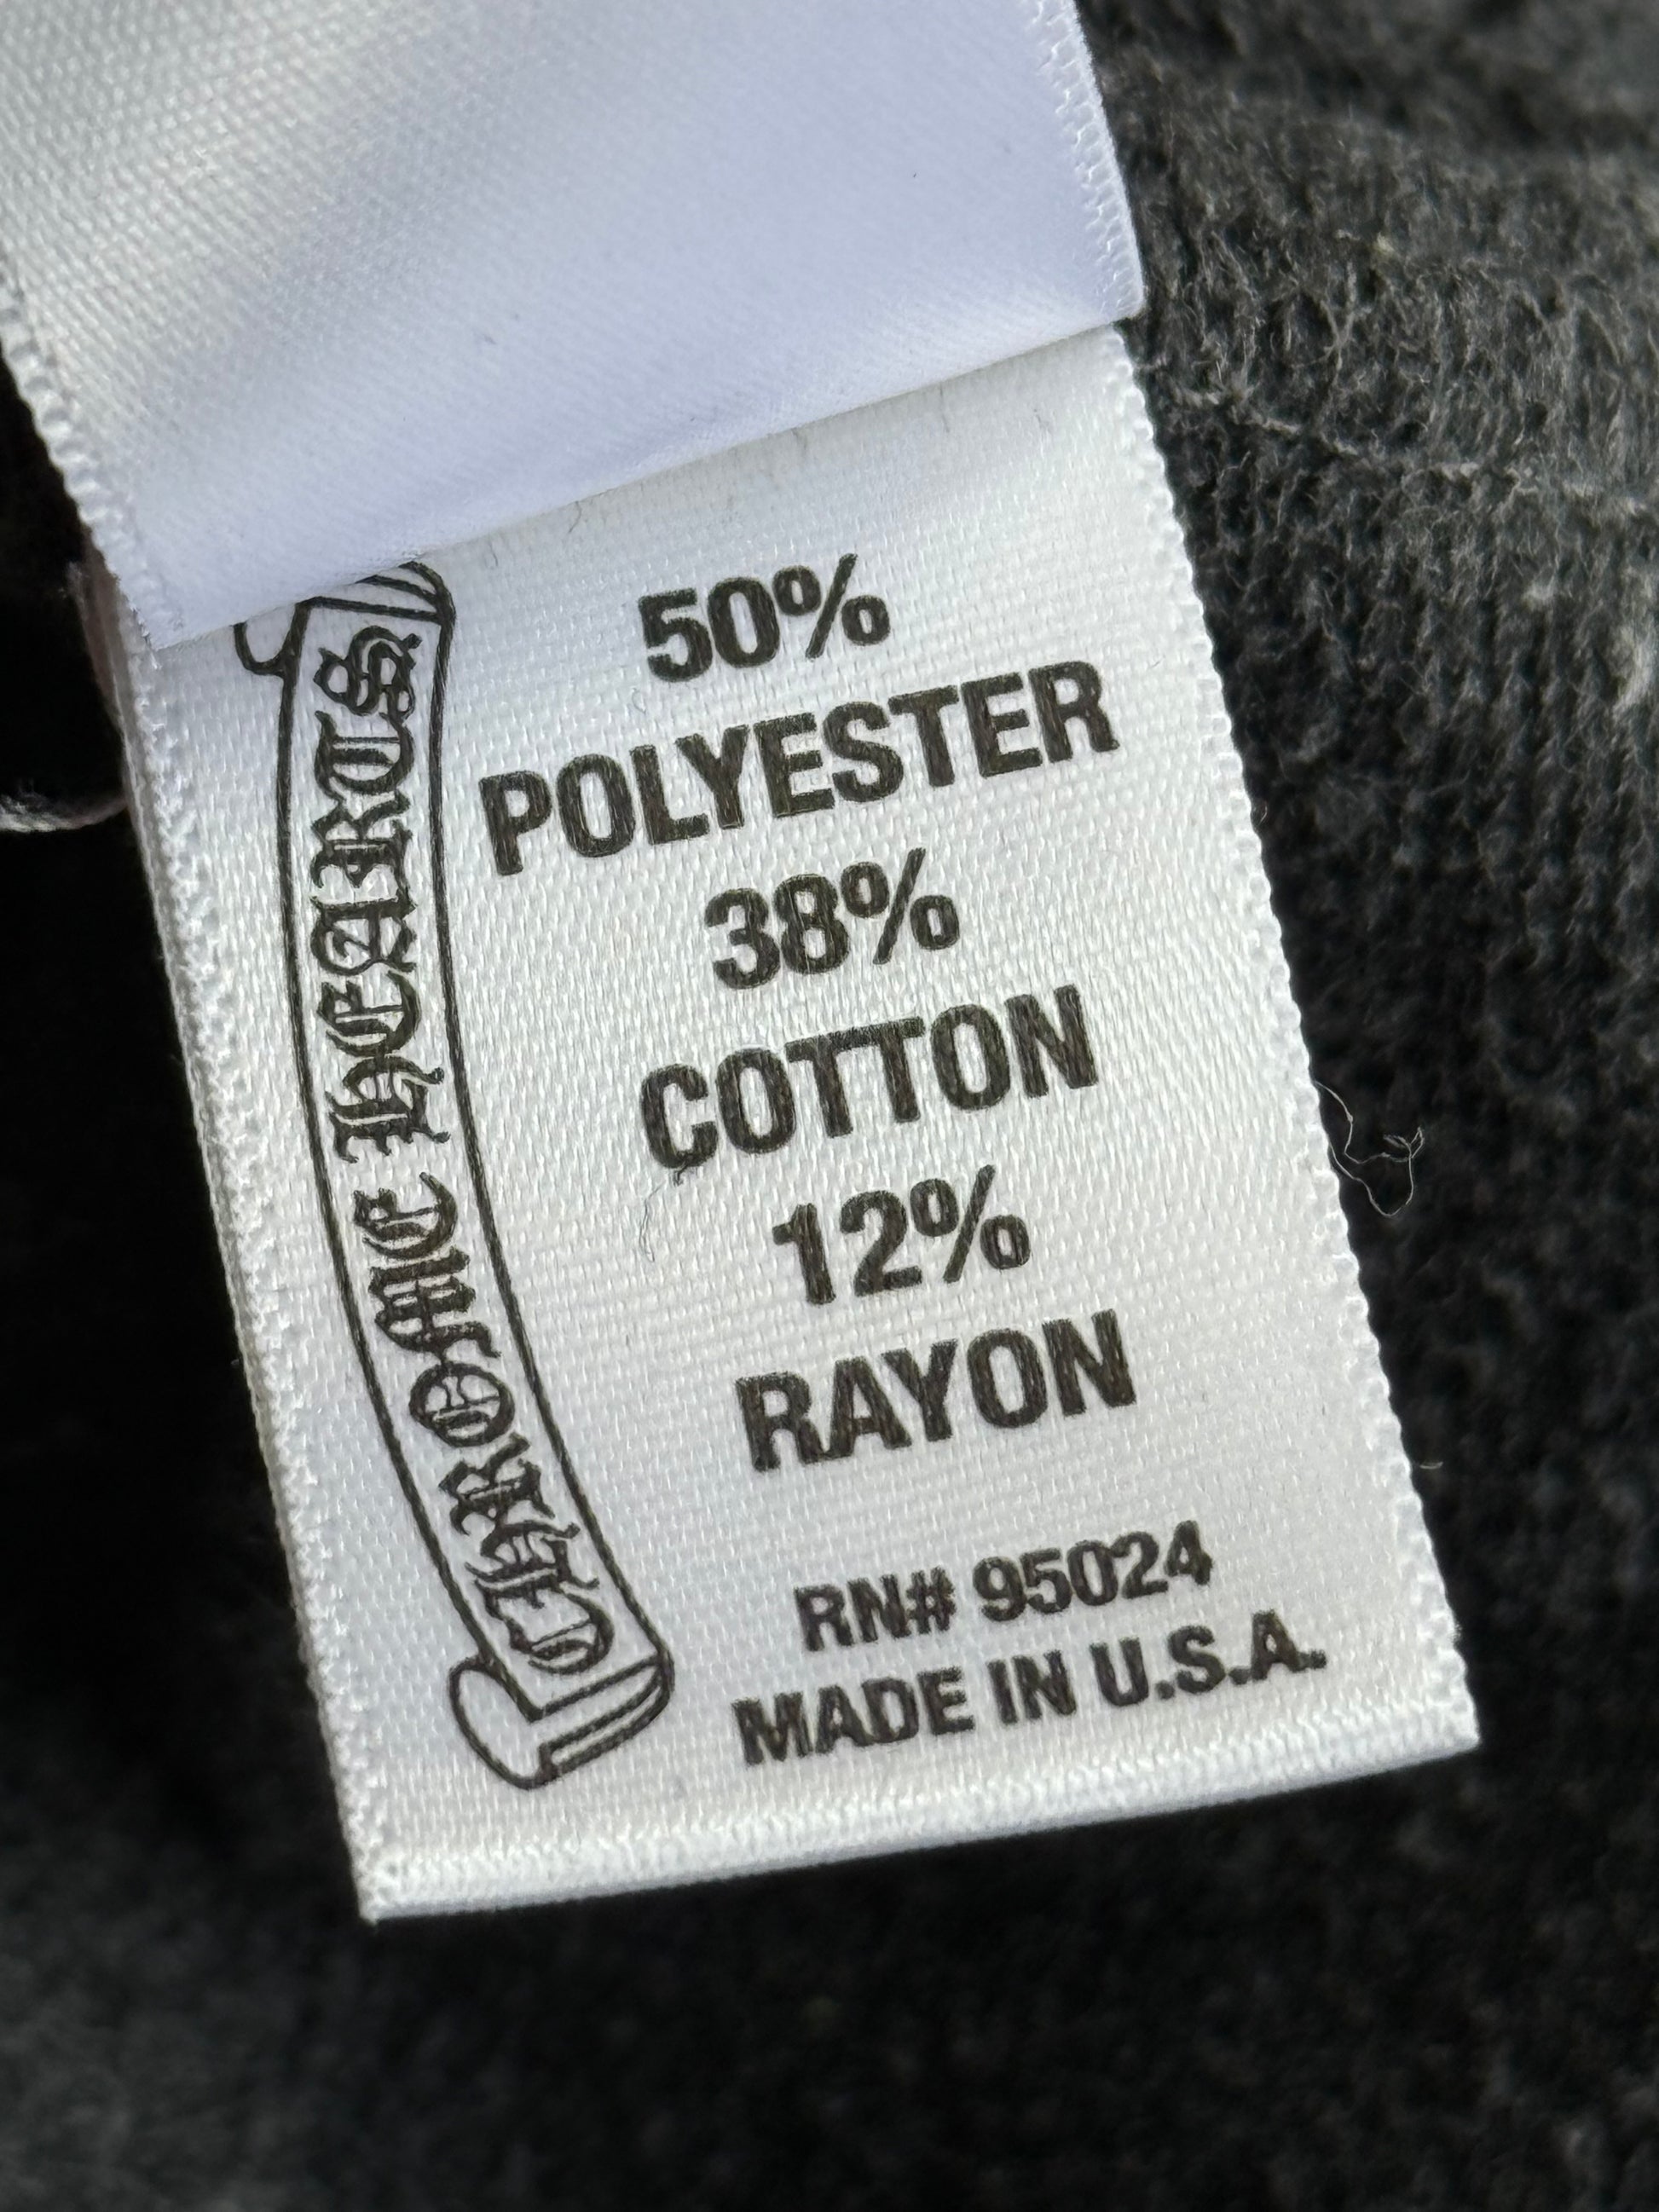 CHROME HEARTS
50%
POLYESTER
38%
COTTON
12%
RAYON
RN# 95024
MADE IN U.S.A.